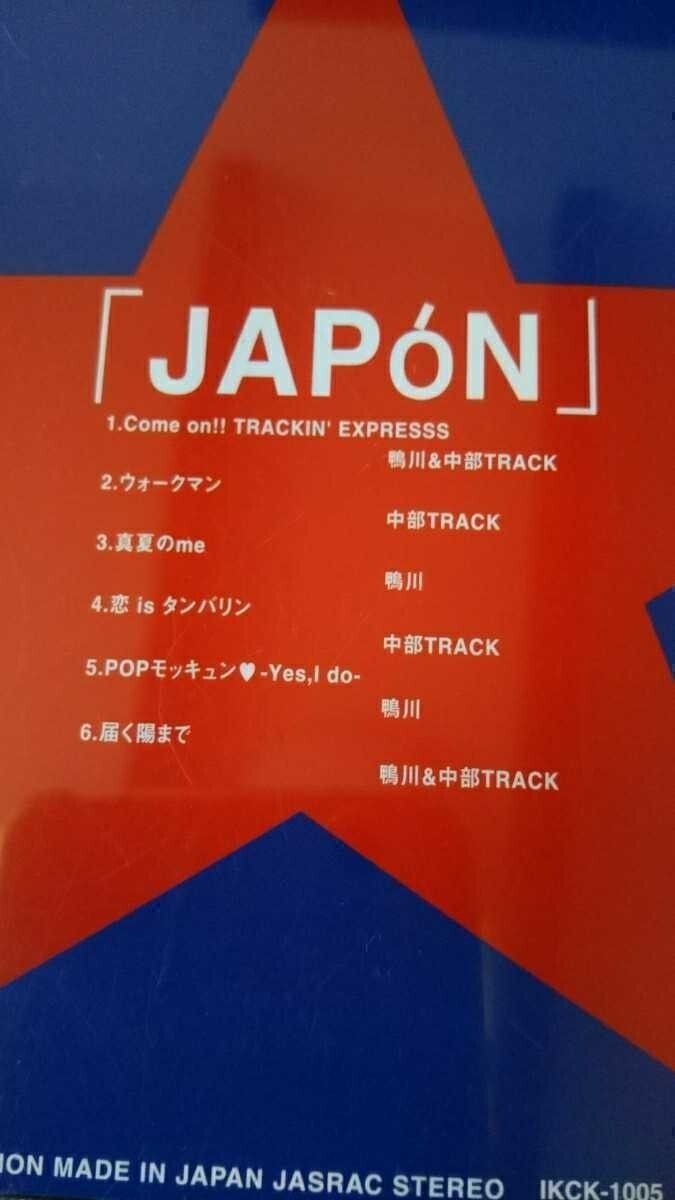 「JAPóN」
1.Come on!! TRACKIN' EXPRESSS
鴨川&中部TRACK
2.ウォークマン
中部TRACK
3.真夏のme
鴨川
4.恋 is タンバリン
中部TRACK
5.POPモッキュン♥-Yes,I do-
鴨川
6.届く陽まで
鴨川&中部TRACK
MADE IN JAPAN JASRAC STEREO IKCK-1005